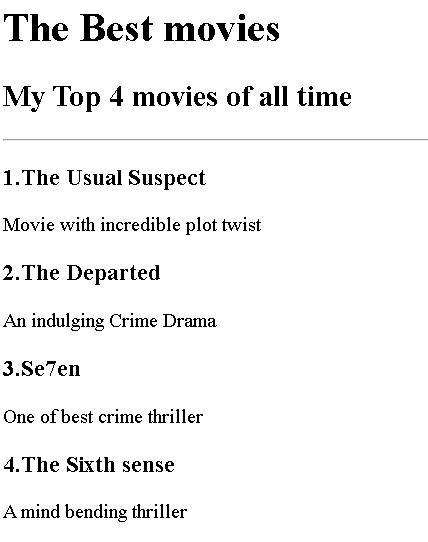 The Best movies
My Top 4 movies of all time
1.The Usual Suspect
Movie with incredible plot twist
2.The Departed
An indulging Crime Drama
3.Se7en
One of best crime thriller
4.The Sixth sense
A mind bending thriller